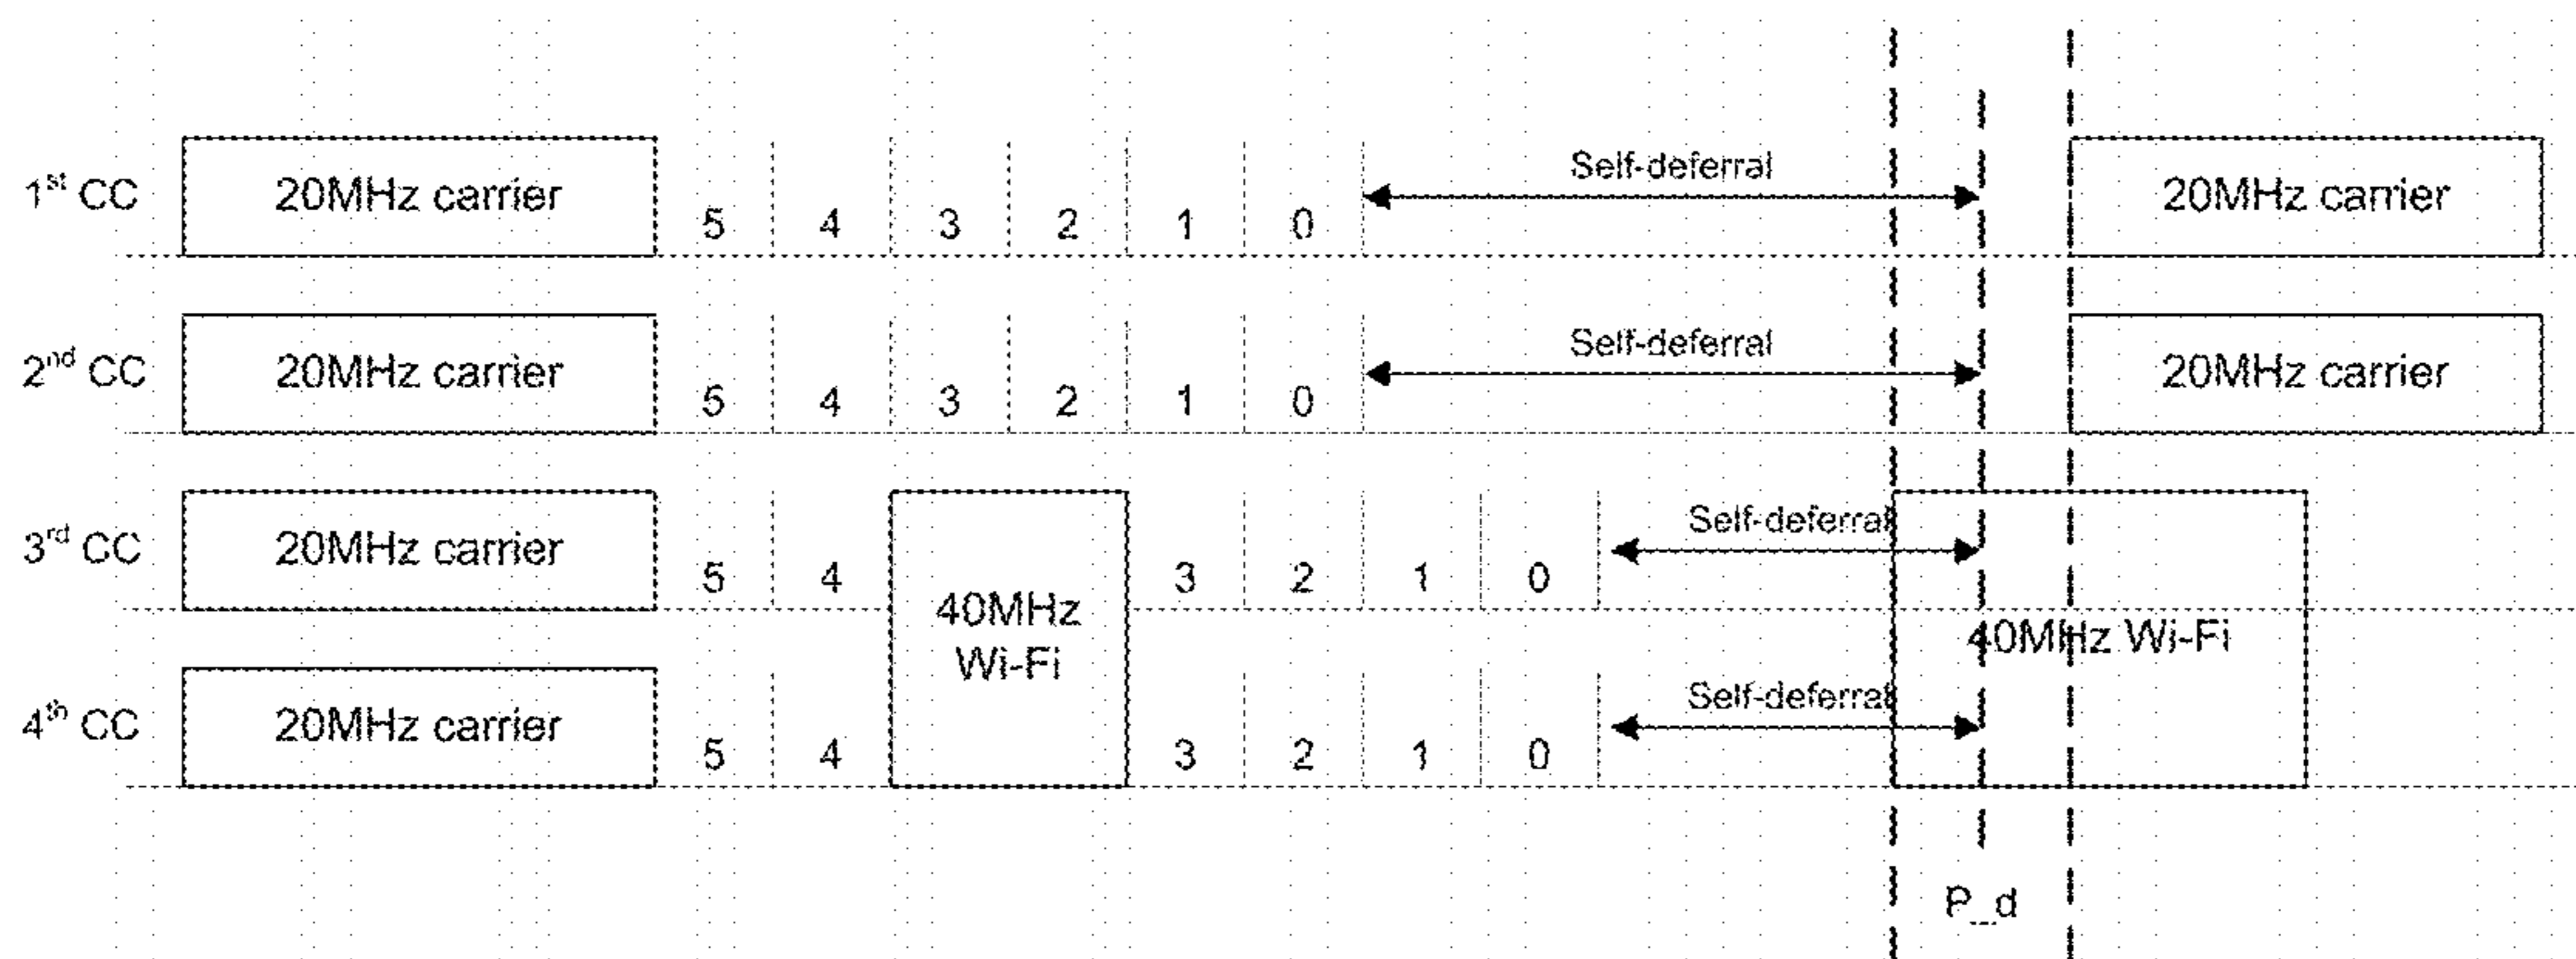 1st CC 20MHz carrier 5 4 3 2 1 0 Self-deferral 20MHz carrier
2nd CC 20MHz carrier 5 4 3 2 1 0 Self-deferral 20MHz carrier
3rd CC 20MHz carrier 5 4 3 2 1 0 Self-deferral
40MHz
Wi-Fi
40MHz Wi-Fi
4th CC 20MHz carrier 5 4 3 2 1 0 Self-deferral
P_d